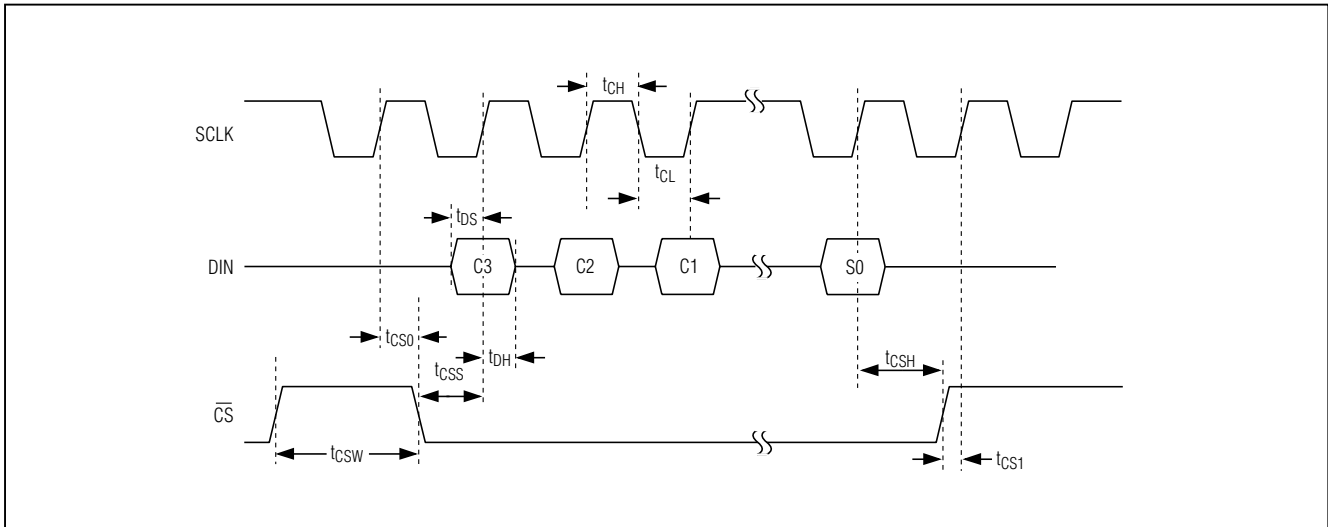 tCH
SCLK
tCL
tDS
DIN
C3
C2
C1
S0
tCS0
tDH
tCSS
tCSH
CS
tCSW
tCS1